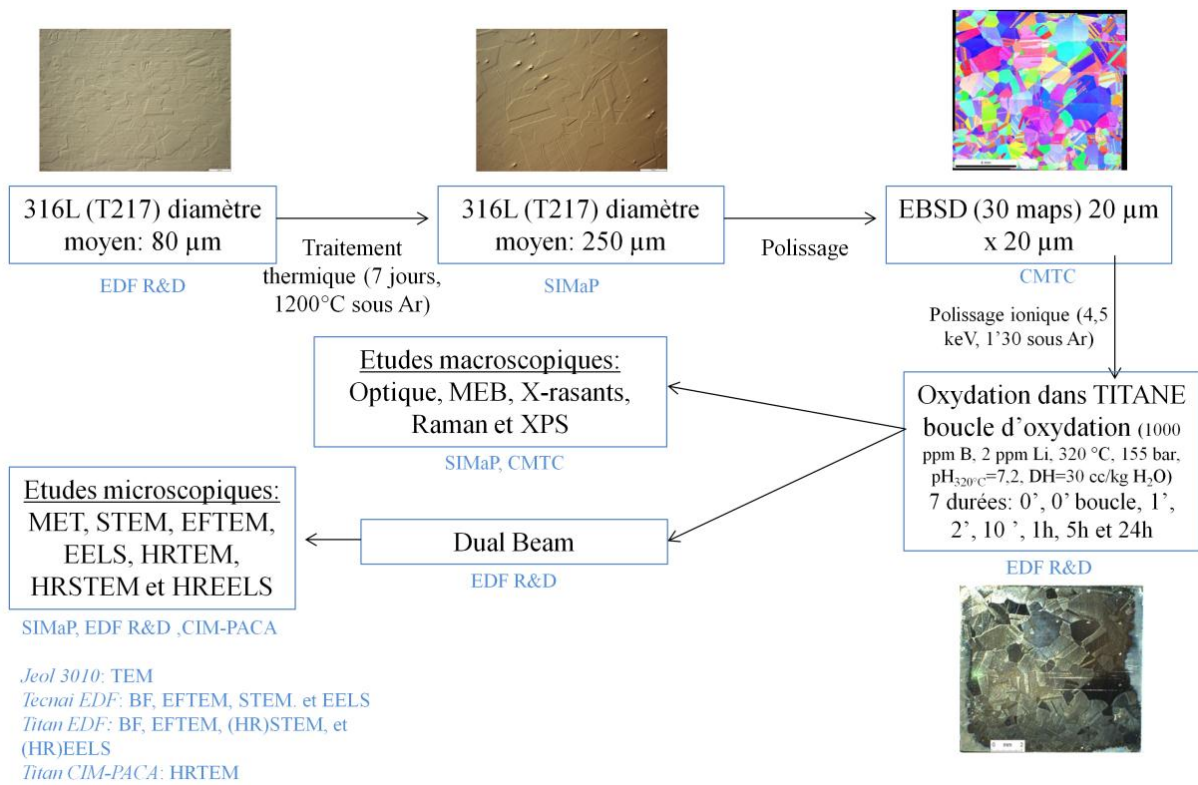 316L (T217) diamètre
moyen: 80 µm
EDF R&D
Traitement
thermique (7 jours,
1200°C sous Ar)
316L (T217) diamètre
moyen: 250 µm
SIMaP
Polissage
EBSD (30 maps) 20 µm
x 20 µm
CMTC
Polissage ionique (4,5
keV, 1’30 sous Ar)
Etudes macroscopiques:
Optique, MEB, X-rasants,
Raman et XPS
SIMaP, CMTC
Oxydation dans TITANE
boucle d’oxydation (1000
ppm B, 2 ppm Li, 320 °C, 155 bar,
pH320°C=7,2, DH=30 cc/kg H2O)
7 durées: 0’, 0’ boucle, 1’,
2’, 10 ’, 1h, 5h et 24h
EDF R&D
Dual Beam
EDF R&D
Etudes microscopiques:
MET, STEM, EFTEM,
EELS, HRTEM,
HRSTEM et HREELS
SIMaP, EDF R&D ,CIM-PACA
Jeol 3010: TEM
Tecnai EDF: BF, EFTEM, STEM. et EELS
Titan EDF: BF, EFTEM, (HR)STEM, et
(HR)EELS
Titan CIM-PACA: HRTEM
0 mm 2